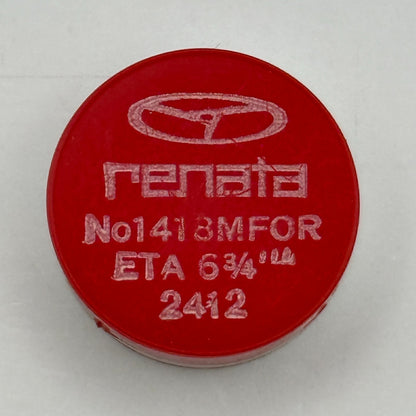 renata
No1418MFOR
ETA 6¾'''
2412